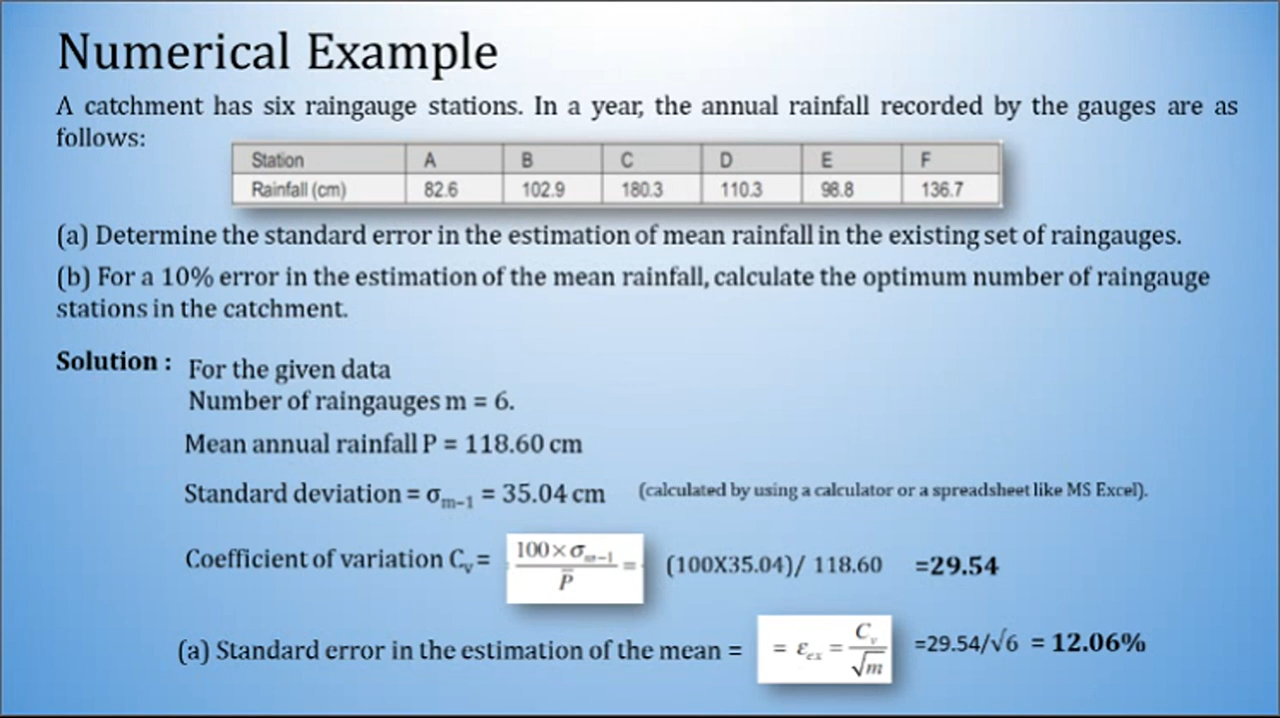 Numerical Example
A catchment has six raingauge stations. In a year, the annual rainfall recorded by the gauges are as
follows:
Station A B C D E F
Rainfall (cm) 82.6 102.9 180.3 110.3 98.8 136.7
(a) Determine the standard error in the estimation of mean rainfall in the existing set of raingauges.
(b) For a 10% error in the estimation of the mean rainfall, calculate the optimum number of raingauge
stations in the catchment.
Solution : For the given data
Number of raingauges m = 6.
Mean annual rainfall P = 118.60 cm
Standard deviation = σₘ₋₁ = 35.04 cm (calculated by using a calculator or a spreadsheet like MS Excel).
Coefficient of variation Cᵥ = (100×σₘ₋₁)/P̅ = (100X35.04)/ 118.60 =29.54
(a) Standard error in the estimation of the mean = = εₑₓ = Cᵥ/√m =29.54/√6 = 12.06%